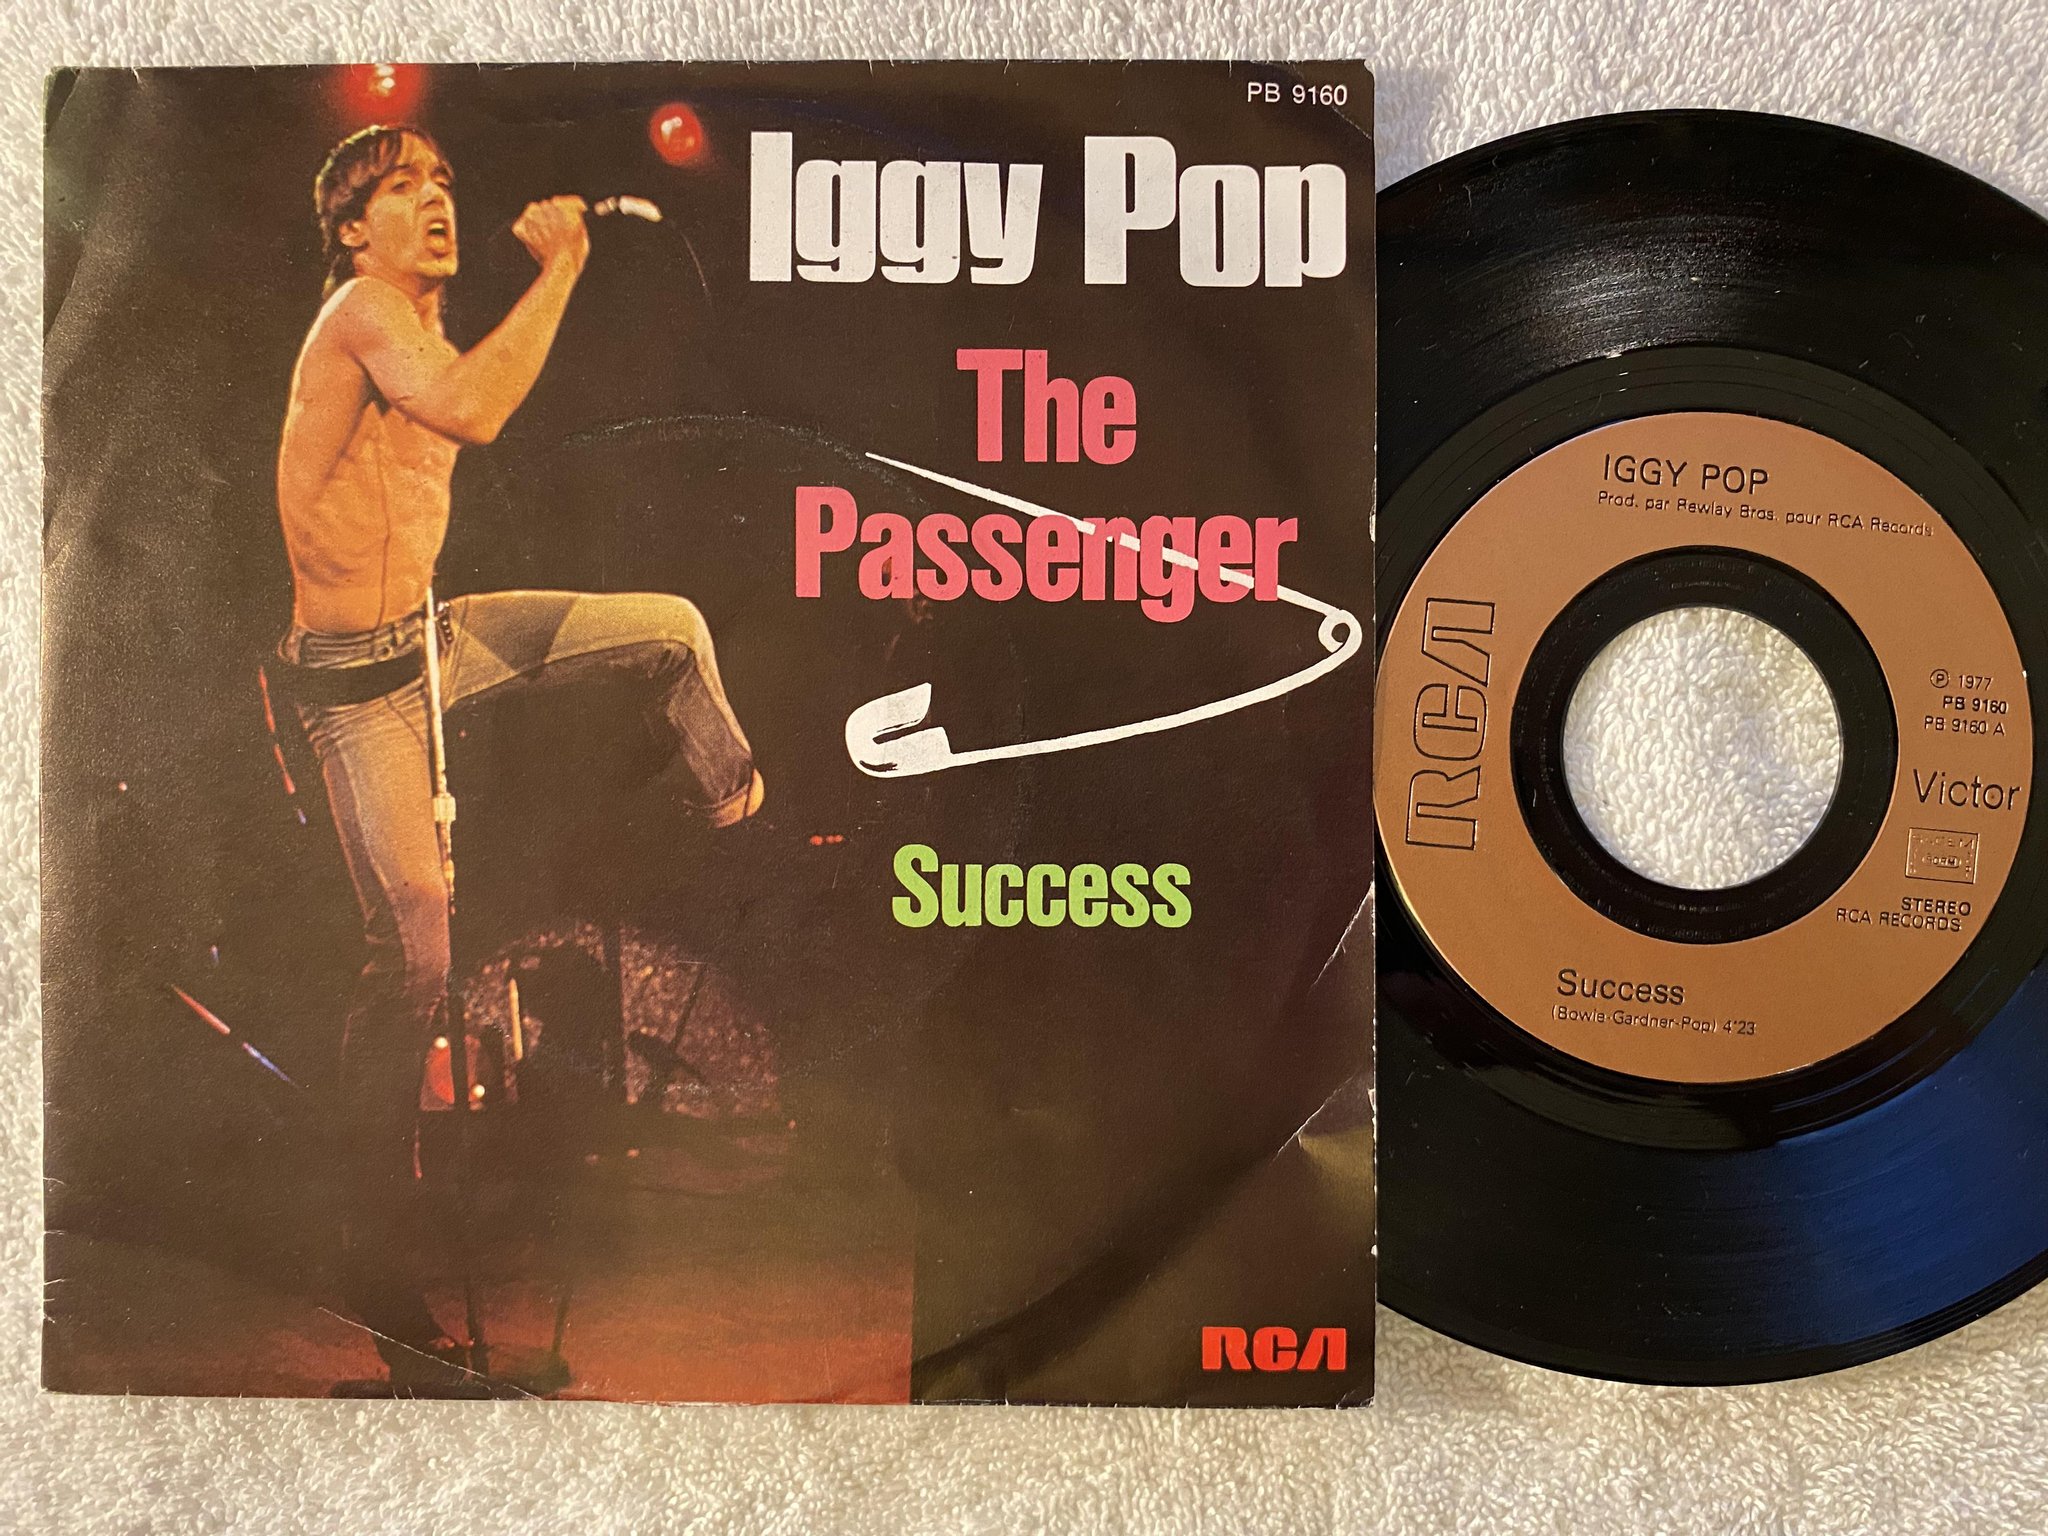 PB 9160
Iggy Pop
The
Passenger
Success
RCA
IGGY POP
Prod. par Bewlay Bros. pour RCA Records
RCA
℗ 1977
PB 9160
PB 9160 A
Victor
STEREO
RCA RECORDS
Success
(Bowie-Gardner-Pop) 4'23